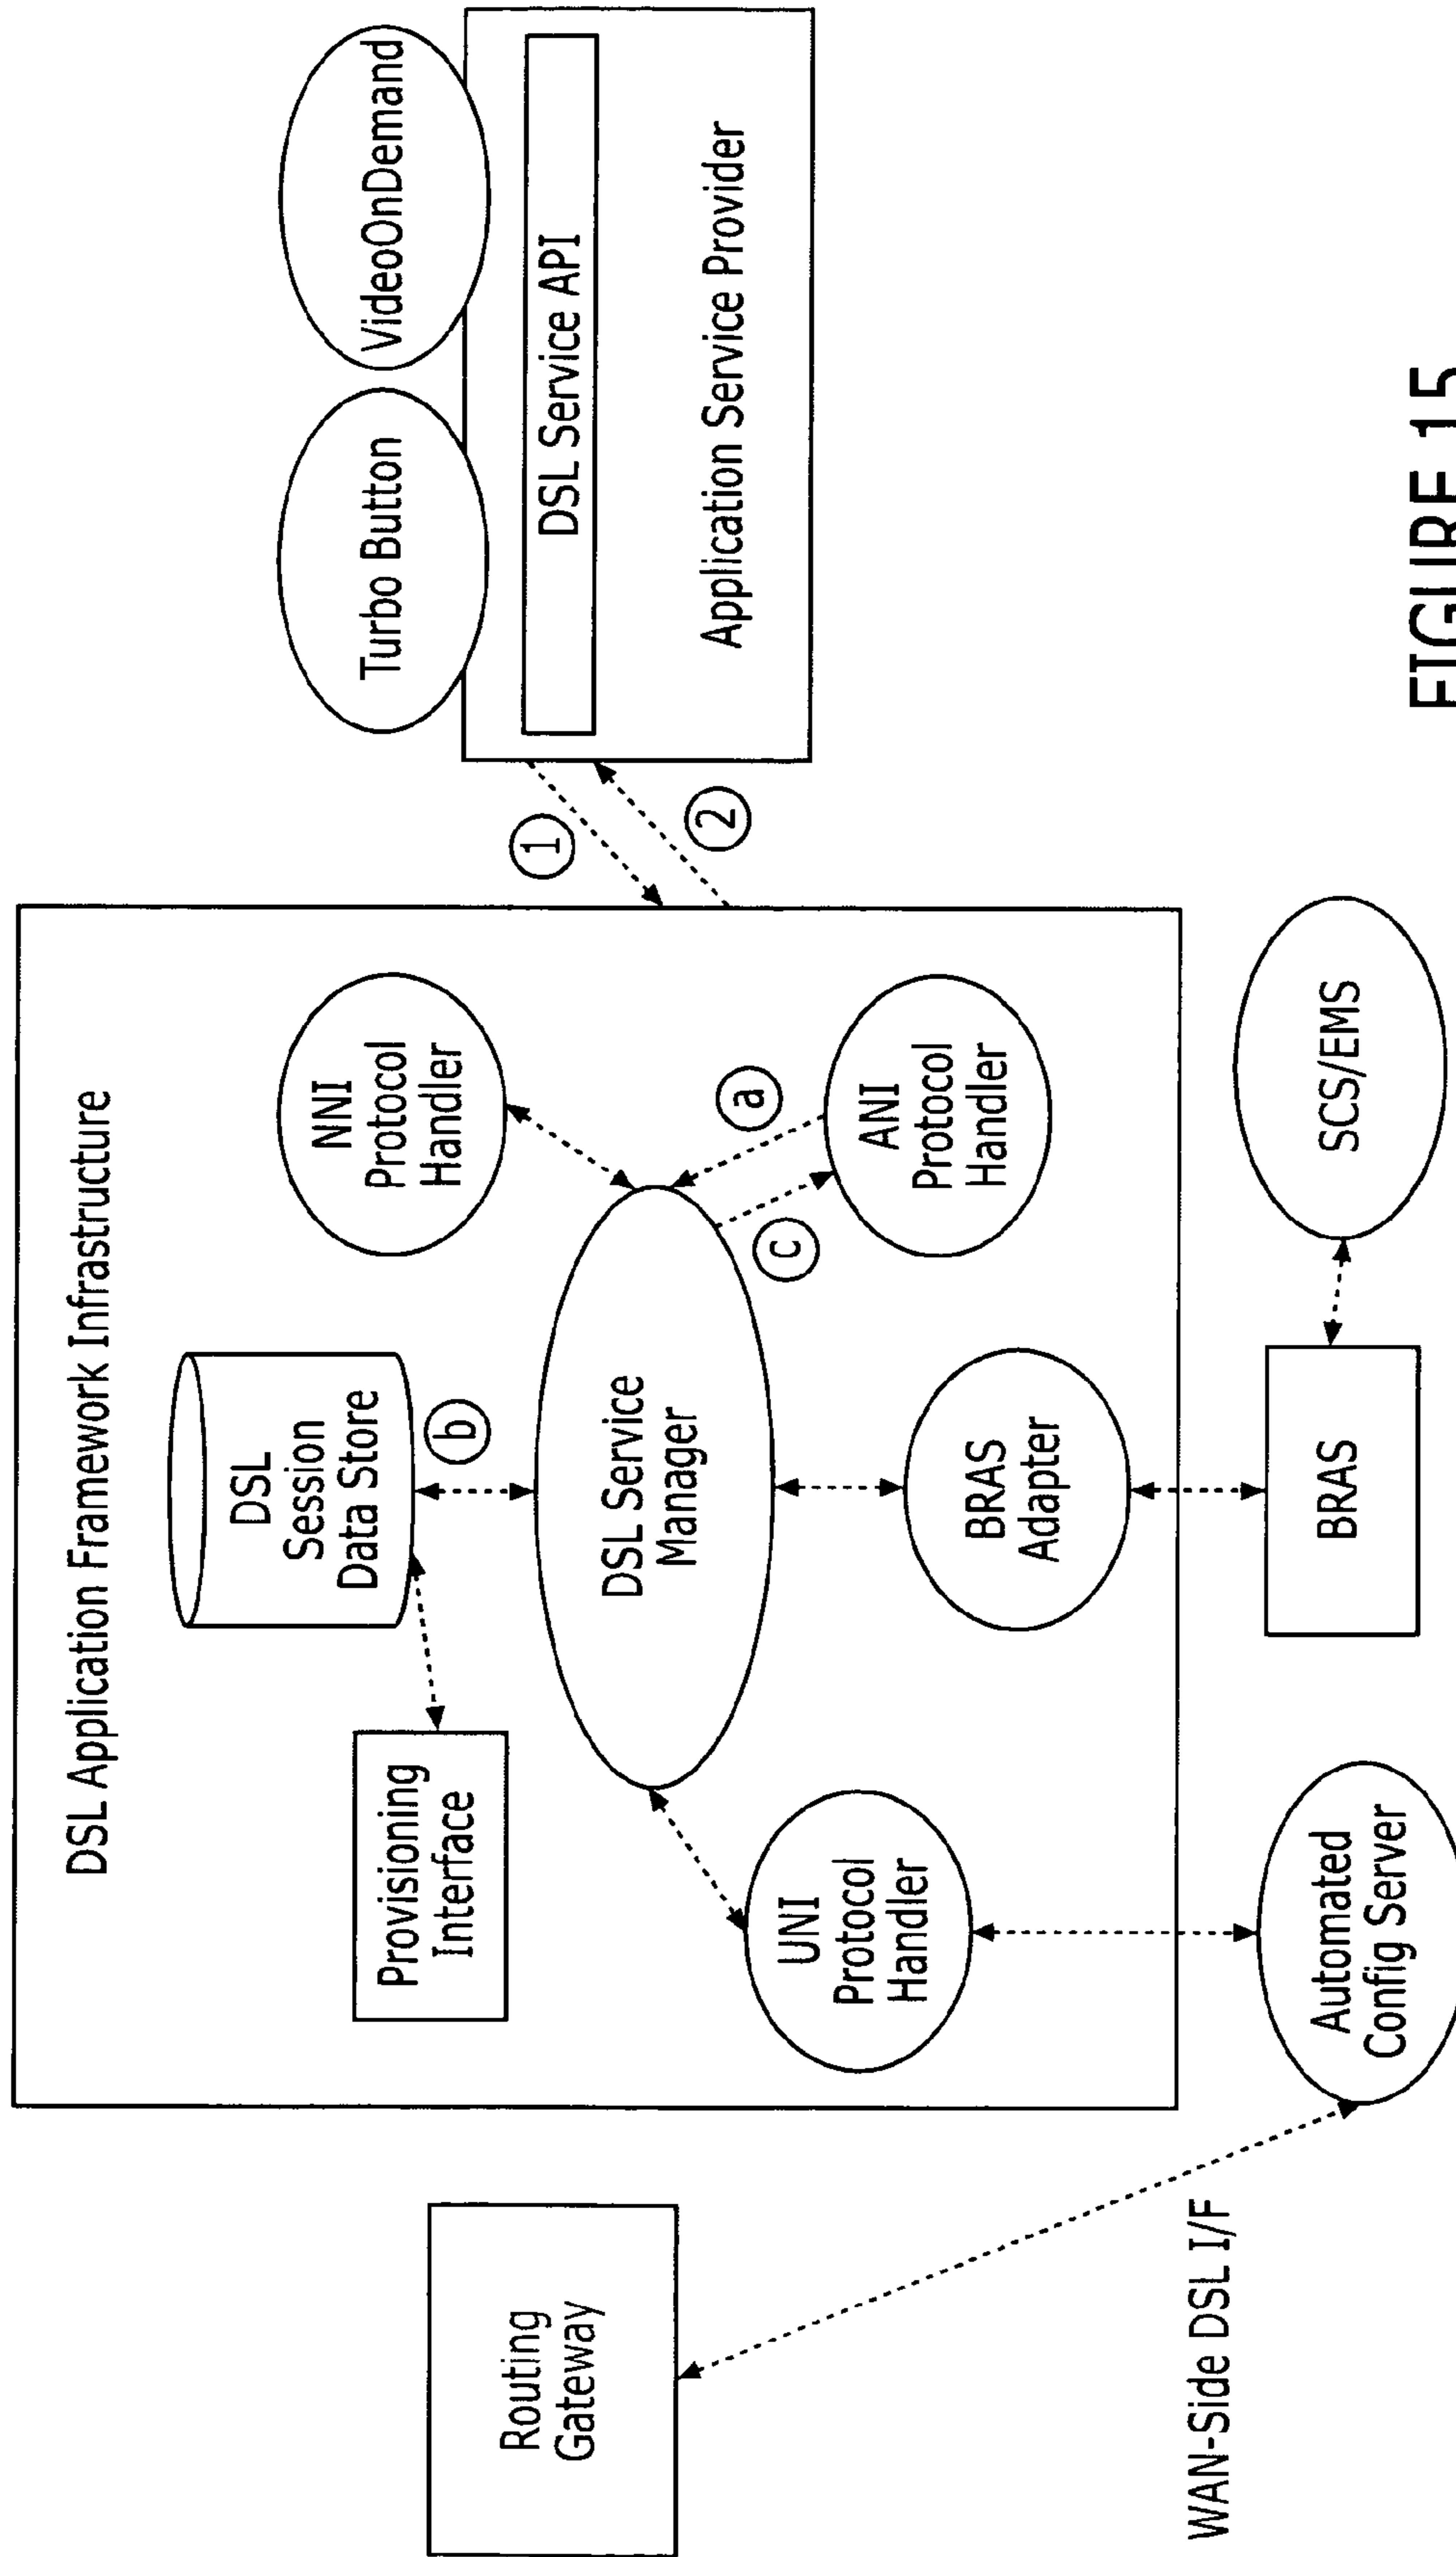 DSL Application Framework Infrastructure
Provisioning
Interface
DSL
Session
Data Store
b
NNI
Protocol
Handler
DSL Service
Manager
a
c
UNI
Protocol
Handler
BRAS
Adapter
ANI
Protocol
Handler
Turbo Button
VideoOnDemand
DSL Service API
Application Service Provider
1
2
Routing
Gateway
WAN-Side DSL I/F
Automated
Config Server
BRAS
SCS/EMS
FIGURE 15